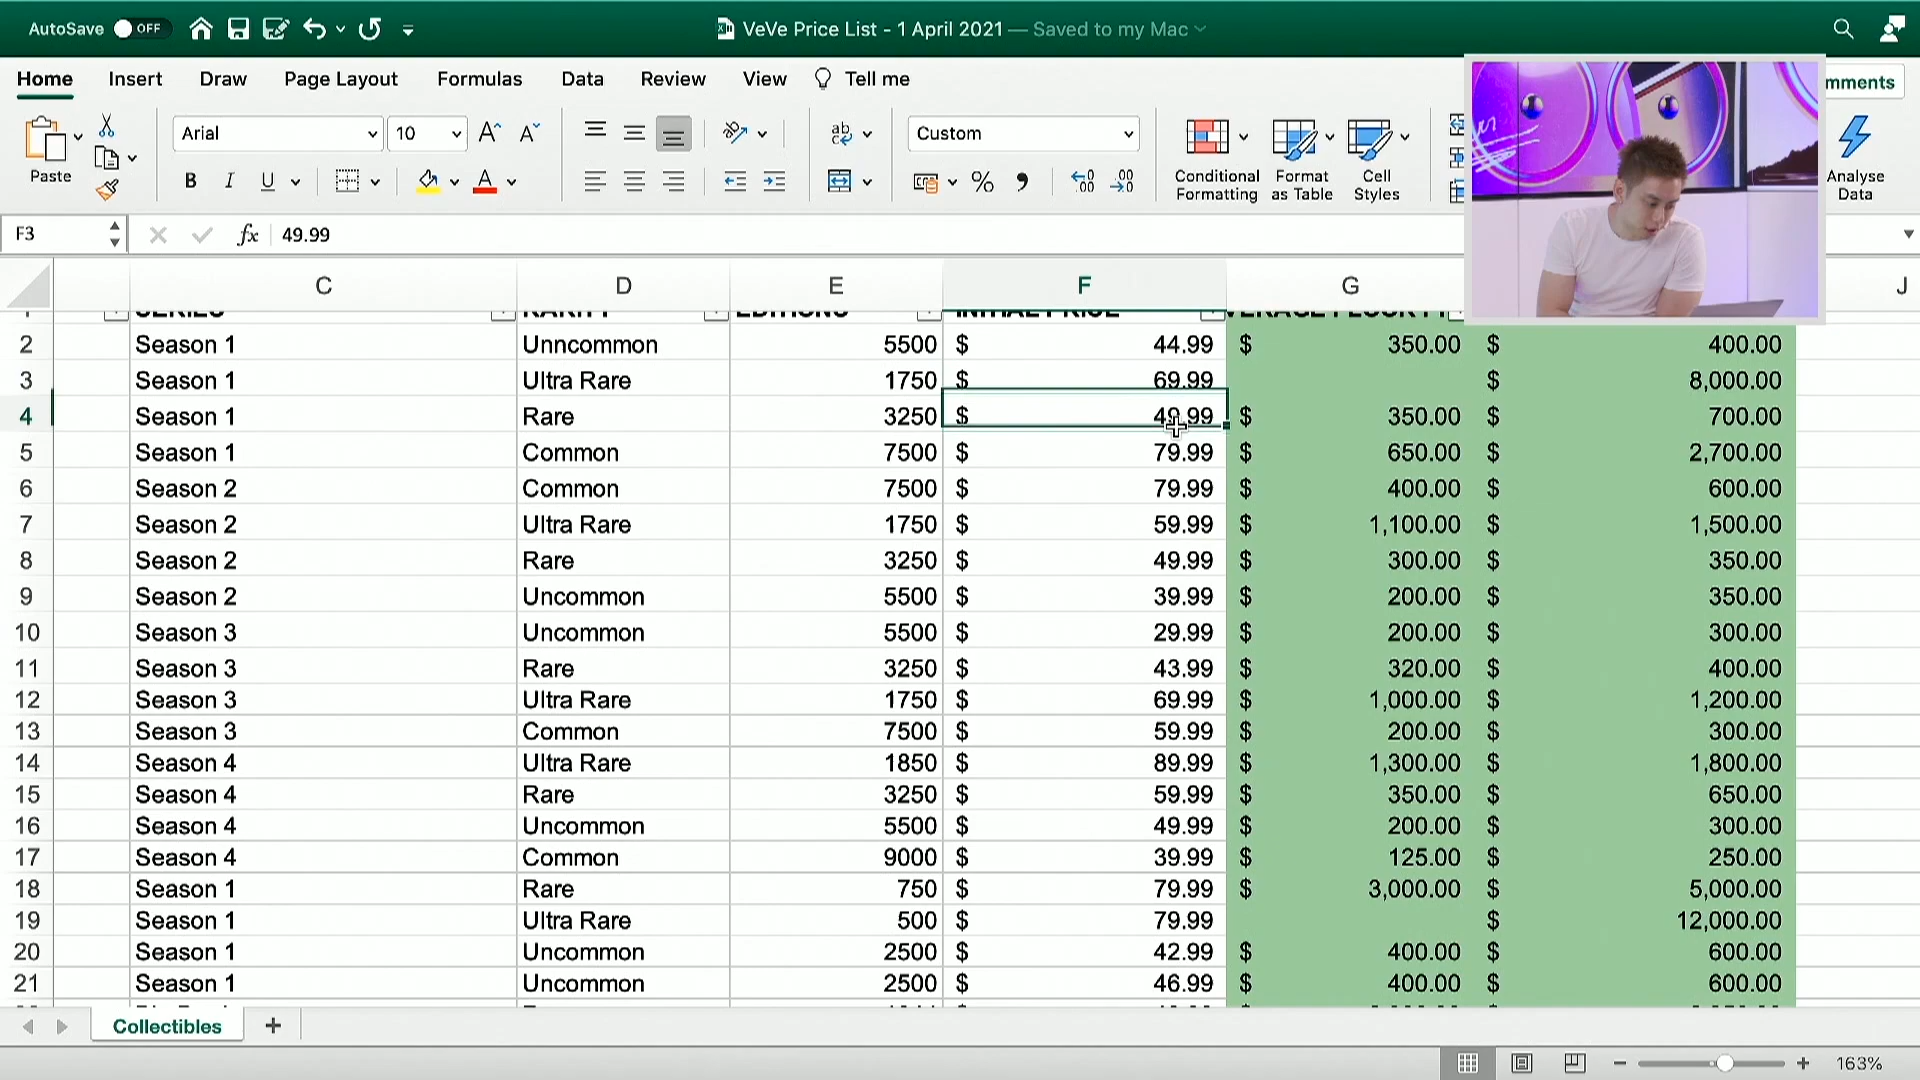 AutoSave OFF VeVe Price List - 1 April 2021 — Saved to my Mac
Home Insert Draw Page Layout Formulas Data Review View Tell me mments
Paste Arial 10 Custom Conditional Formatting Format as Table Cell Styles Analyse Data
F3 fx 49.99
C D E F G J
1 SERIES RARITY EDITIONS INITIAL PRICE
2 Season 1 Unncommon 5500 $ 44.99 $ 350.00 $ 400.00
3 Season 1 Ultra Rare 1750 $ 69.99 $ 8,000.00
4 Season 1 Rare 3250 $ 49.99 $ 350.00 $ 700.00
5 Season 1 Common 7500 $ 79.99 $ 650.00 $ 2,700.00
6 Season 2 Common 7500 $ 79.99 $ 400.00 $ 600.00
7 Season 2 Ultra Rare 1750 $ 59.99 $ 1,100.00 $ 1,500.00
8 Season 2 Rare 3250 $ 49.99 $ 300.00 $ 350.00
9 Season 2 Uncommon 5500 $ 39.99 $ 200.00 $ 350.00
10 Season 3 Uncommon 5500 $ 29.99 $ 200.00 $ 300.00
11 Season 3 Rare 3250 $ 43.99 $ 320.00 $ 400.00
12 Season 3 Ultra Rare 1750 $ 69.99 $ 1,000.00 $ 1,200.00
13 Season 3 Common 7500 $ 59.99 $ 200.00 $ 300.00
14 Season 4 Ultra Rare 1850 $ 89.99 $ 1,300.00 $ 1,800.00
15 Season 4 Rare 3250 $ 59.99 $ 350.00 $ 650.00
16 Season 4 Uncommon 5500 $ 49.99 $ 200.00 $ 300.00
17 Season 4 Common 9000 $ 39.99 $ 125.00 $ 250.00
18 Season 1 Rare 750 $ 79.99 $ 3,000.00 $ 5,000.00
19 Season 1 Ultra Rare 500 $ 79.99 $ 12,000.00
20 Season 1 Uncommon 2500 $ 42.99 $ 400.00 $ 600.00
21 Season 1 Uncommon 2500 $ 46.99 $ 400.00 $ 600.00
Collectibles
163%